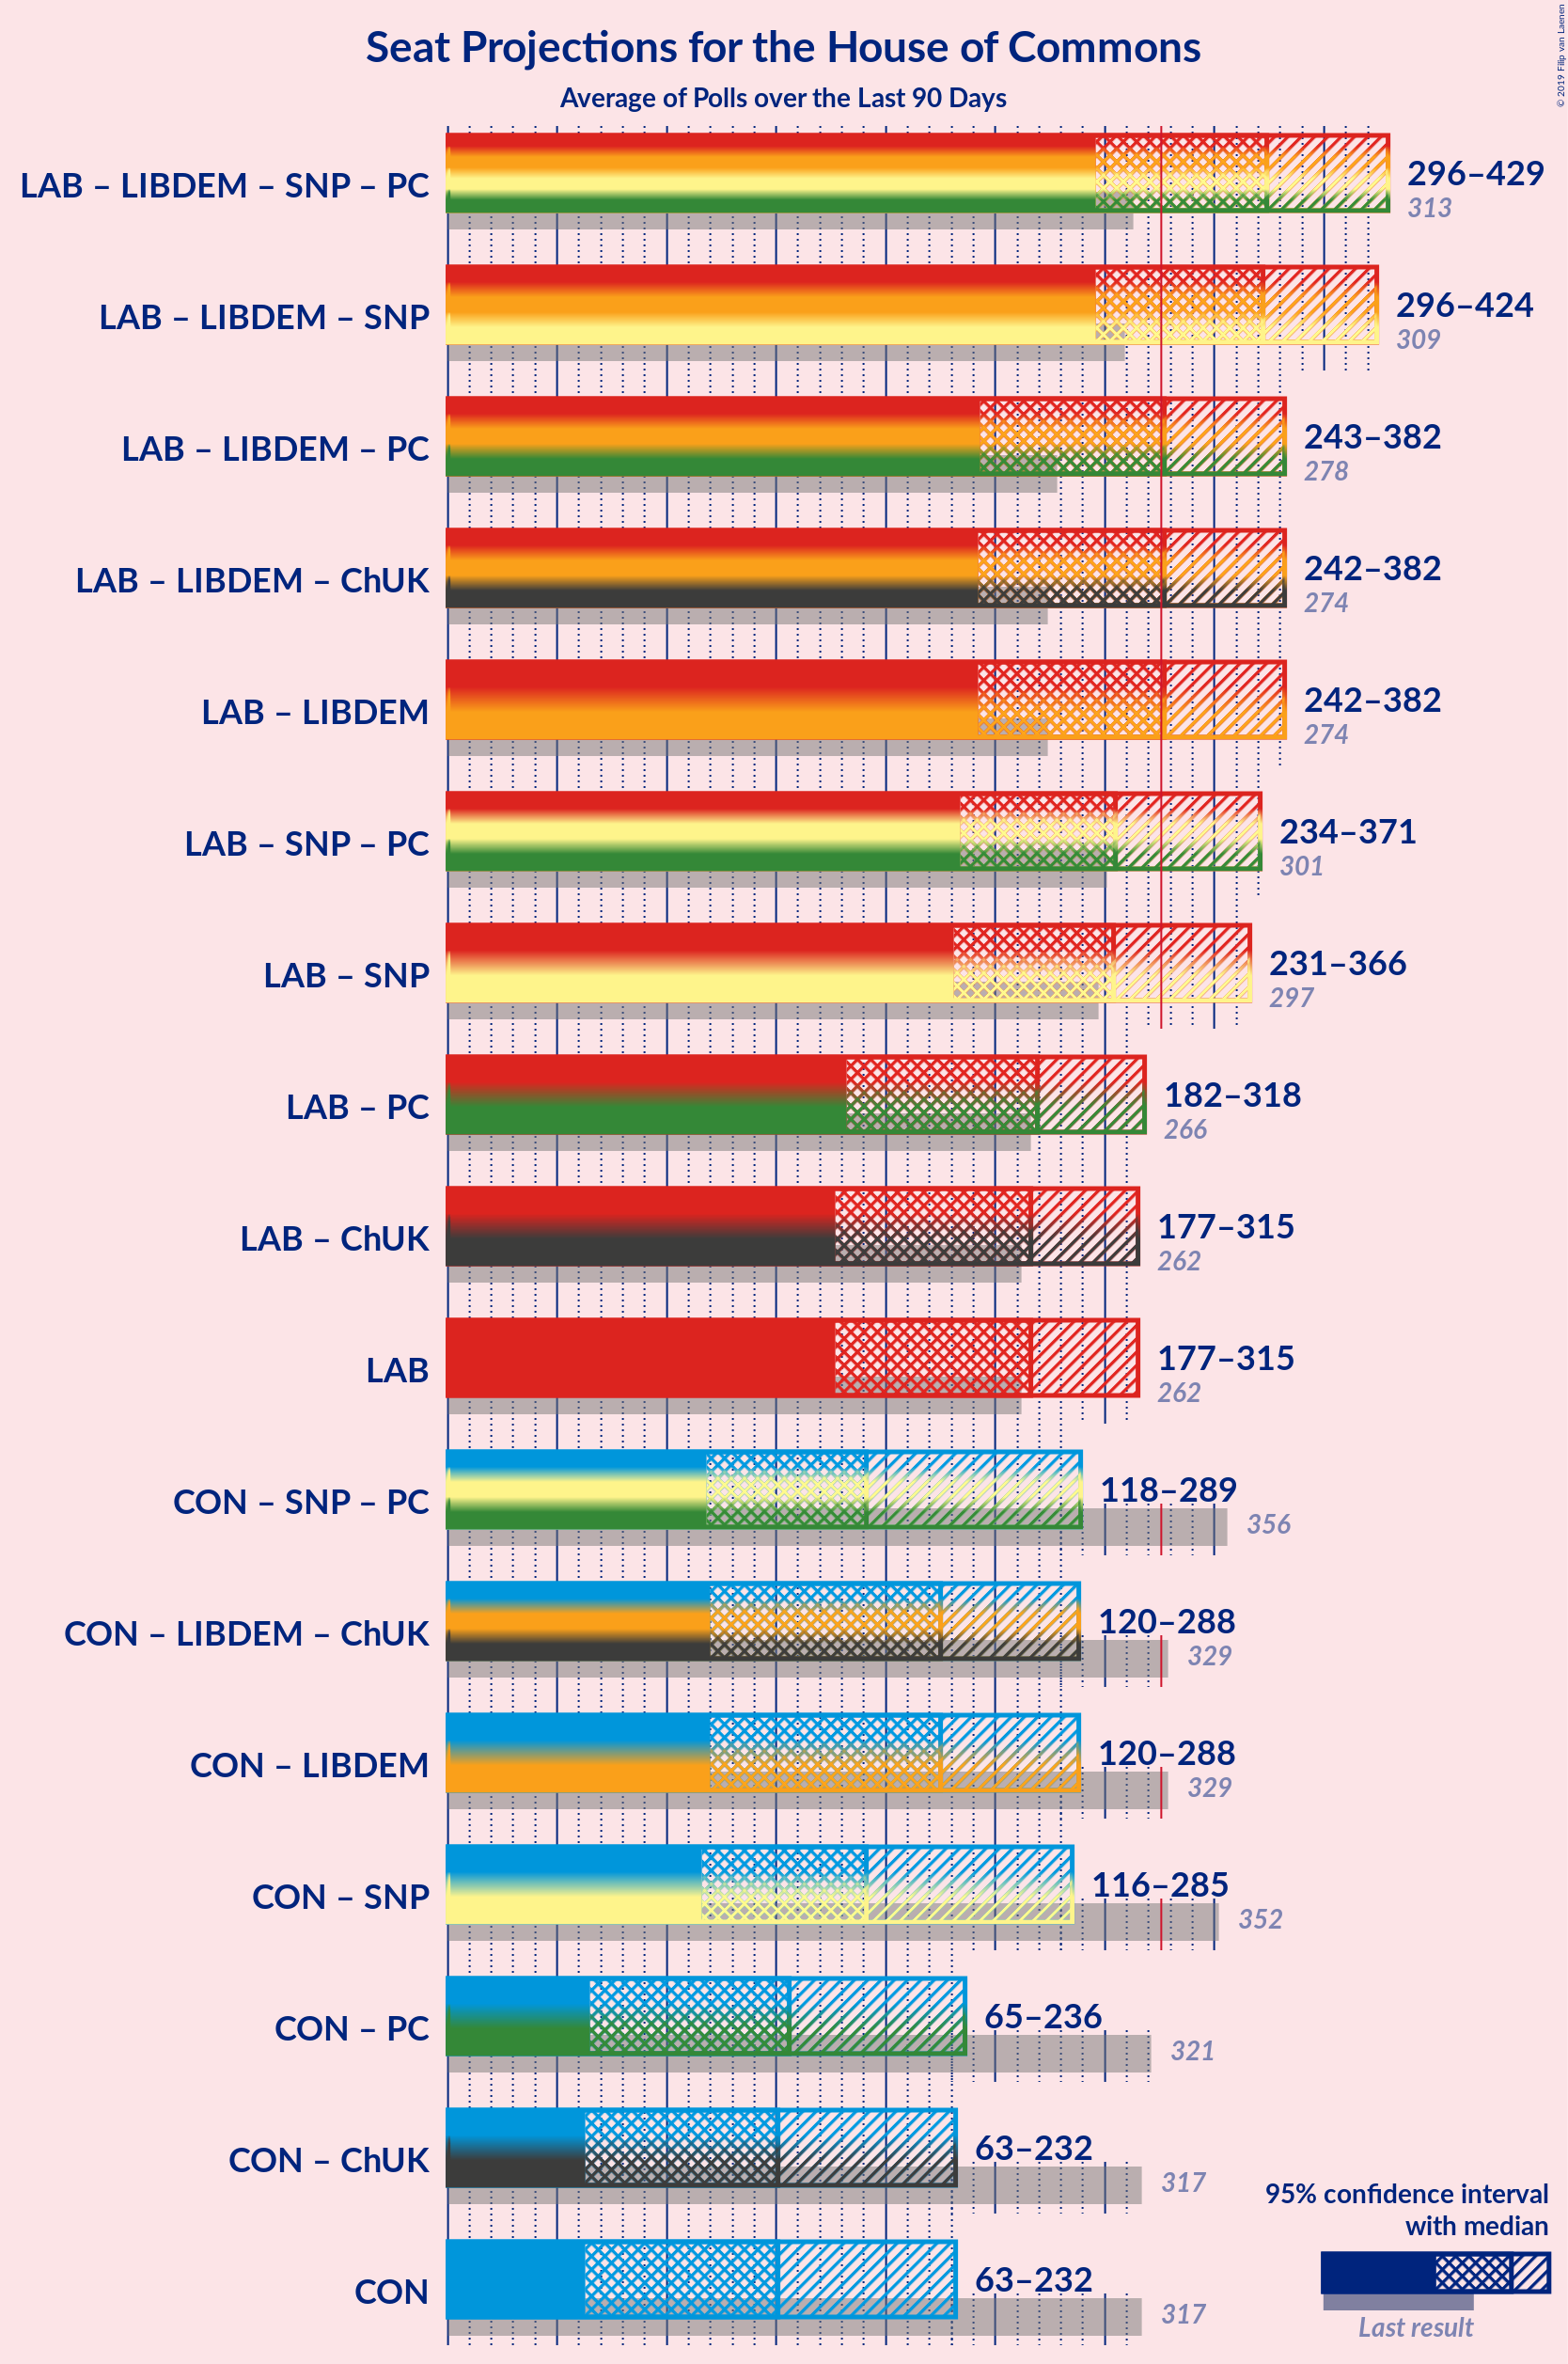 Seat Projections for the House of Commons
Average of Polls over the Last 90 Days
© 2019 Filip van Laenen
LAB – LIBDEM – SNP – PC
296–429
313
LAB – LIBDEM – SNP
296–424
309
LAB – LIBDEM – PC
243–382
278
LAB – LIBDEM – ChUK
242–382
274
LAB – LIBDEM
242–382
274
LAB – SNP – PC
234–371
301
LAB – SNP
231–366
297
LAB – PC
182–318
266
LAB – ChUK
177–315
262
LAB
177–315
262
CON – SNP – PC
118–289
356
CON – LIBDEM – ChUK
120–288
329
CON – LIBDEM
120–288
329
CON – SNP
116–285
352
CON – PC
65–236
321
CON – ChUK
63–232
317
CON
63–232
317
95% confidence interval
with median
Last result